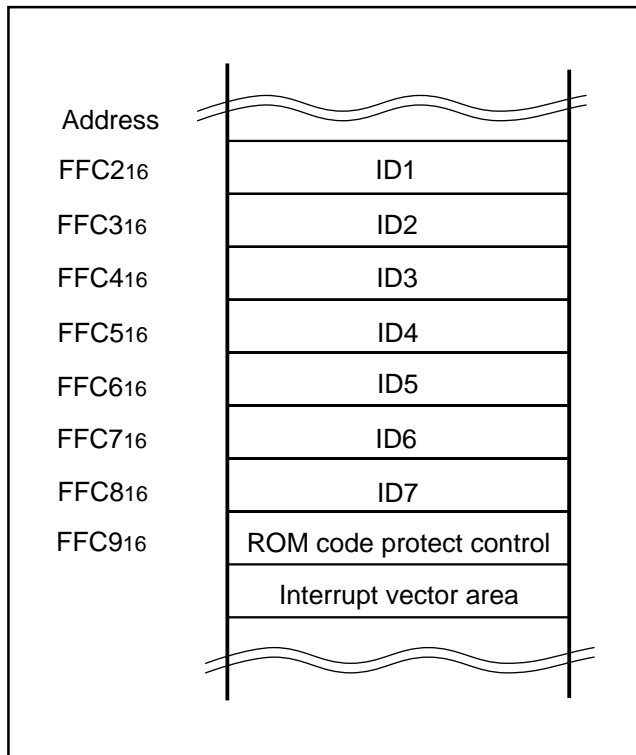 Address
FFC216 ID1
FFC316 ID2
FFC416 ID3
FFC516 ID4
FFC616 ID5
FFC716 ID6
FFC816 ID7
FFC916 ROM code protect control
Interrupt vector area